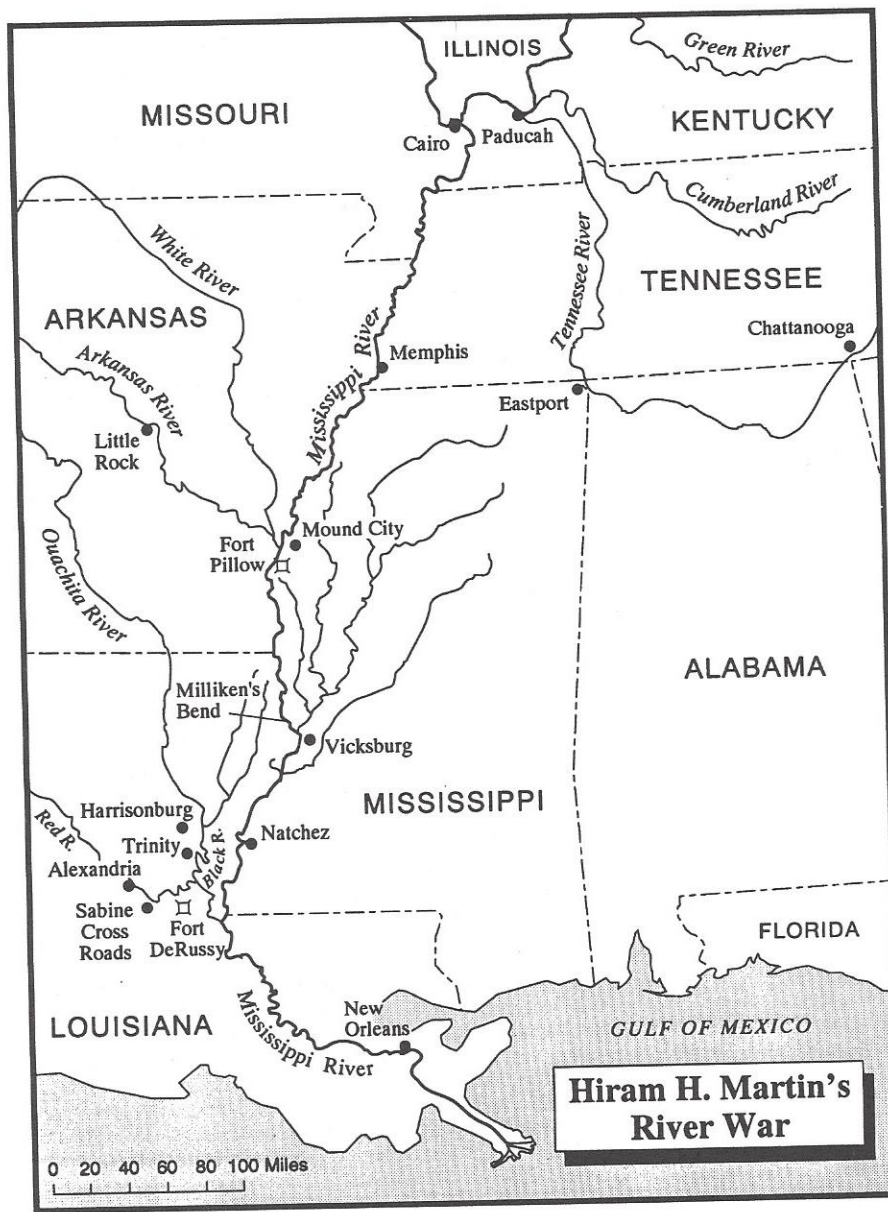 ILLINOIS
Green River
MISSOURI
KENTUCKY
Cairo
Paducah
Cumberland River
White River
Tennessee River
TENNESSEE
ARKANSAS
Chattanooga
Arkansas River
Mississippi River
Memphis
Eastport
Little
Rock
Mound City
Fort
Pillow
Ouachita River
ALABAMA
Milliken's
Bend
Vicksburg
MISSISSIPPI
Harrisonburg
Red R.
Trinity
Black R.
Natchez
Alexandria
Sabine
Cross
Roads
Fort
DeRussy
FLORIDA
Mississippi River
New
Orleans
LOUISIANA
GULF OF MEXICO
Hiram H. Martin's
River War
0 20 40 60 80 100 Miles